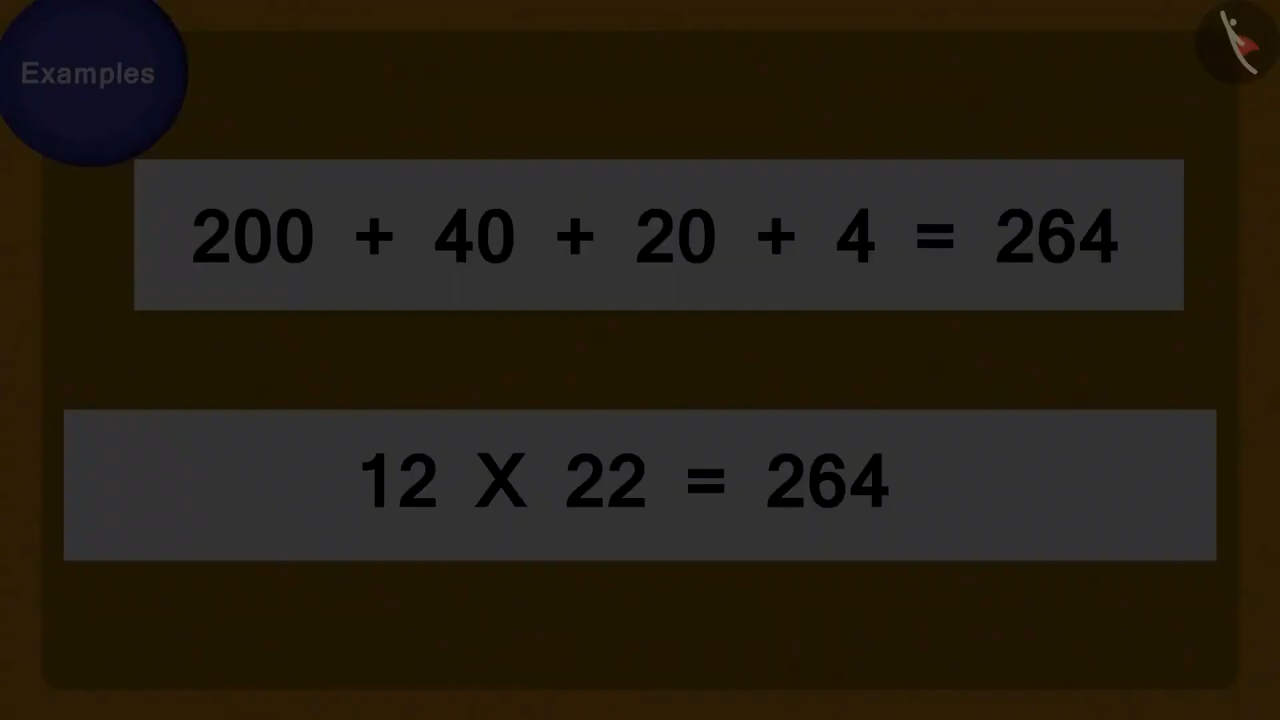 Examples
200 + 40 + 20 + 4 = 264
12 X 22 = 264